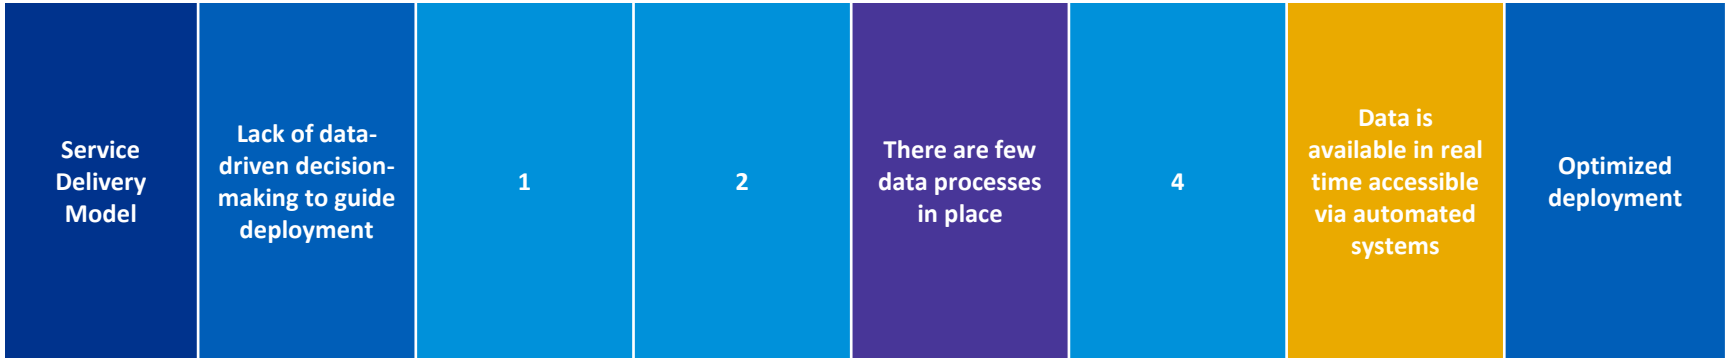 Service
Delivery
Model
Lack of data-
driven decision-
making to guide
deployment
1
2
There are few
data processes
in place
4
Data is
available in real
time accessible
via automated
systems
Optimized
deployment